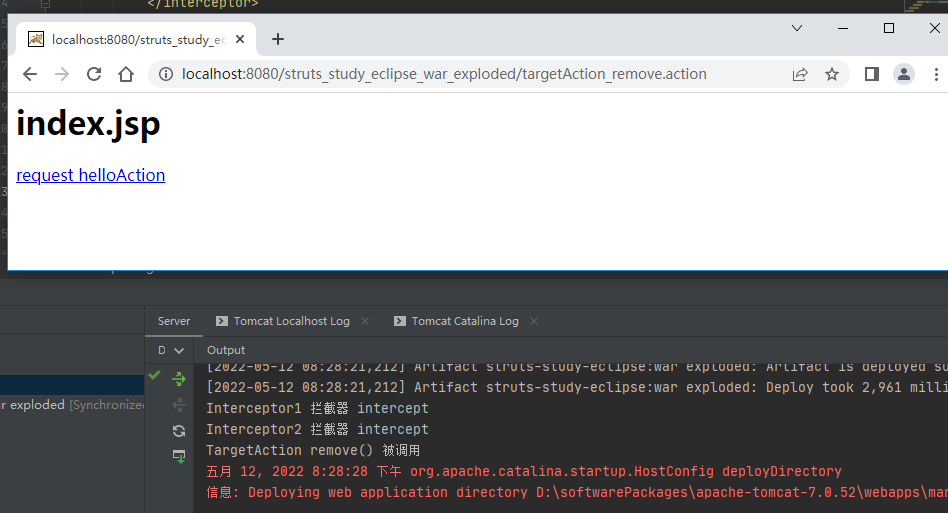 </interceptor>
localhost:8080/struts_study_ec
localhost:8080/struts_study_eclipse_war_exploded/targetAction_remove.action
index.jsp
request helloAction
Server
Tomcat Localhost Log
Tomcat Catalina Log
D
Output
[2022-05-12 08:28:21,212] Artifact struts-study-eclipse:war exploded: Artifact is deployed su
[2022-05-12 08:28:21,212] Artifact struts-study-eclipse:war exploded: Deploy took 2,961 milli
r exploded [Synchronized
Interceptor1 拦截器 intercept
Interceptor2 拦截器 intercept
TargetAction remove() 被调用
五月 12, 2022 8:28:28 下午 org.apache.catalina.startup.HostConfig deployDirectory
信息: Deploying web application directory D:\softwarePackages\apache-tomcat-7.0.52\webapps\man